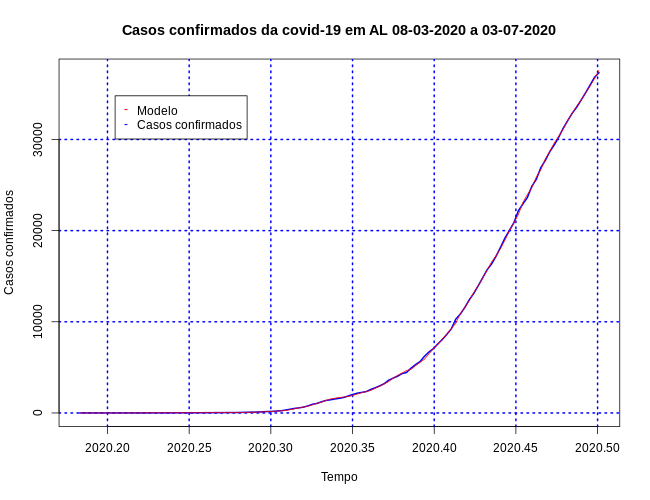 Casos confirmados da covid-19 em AL 08-03-2020 a 03-07-2020
Modelo
Casos confirmados
Casos confirmados
30000
20000
10000
0
2020.20 2020.25 2020.30 2020.35 2020.40 2020.45 2020.50
Tempo